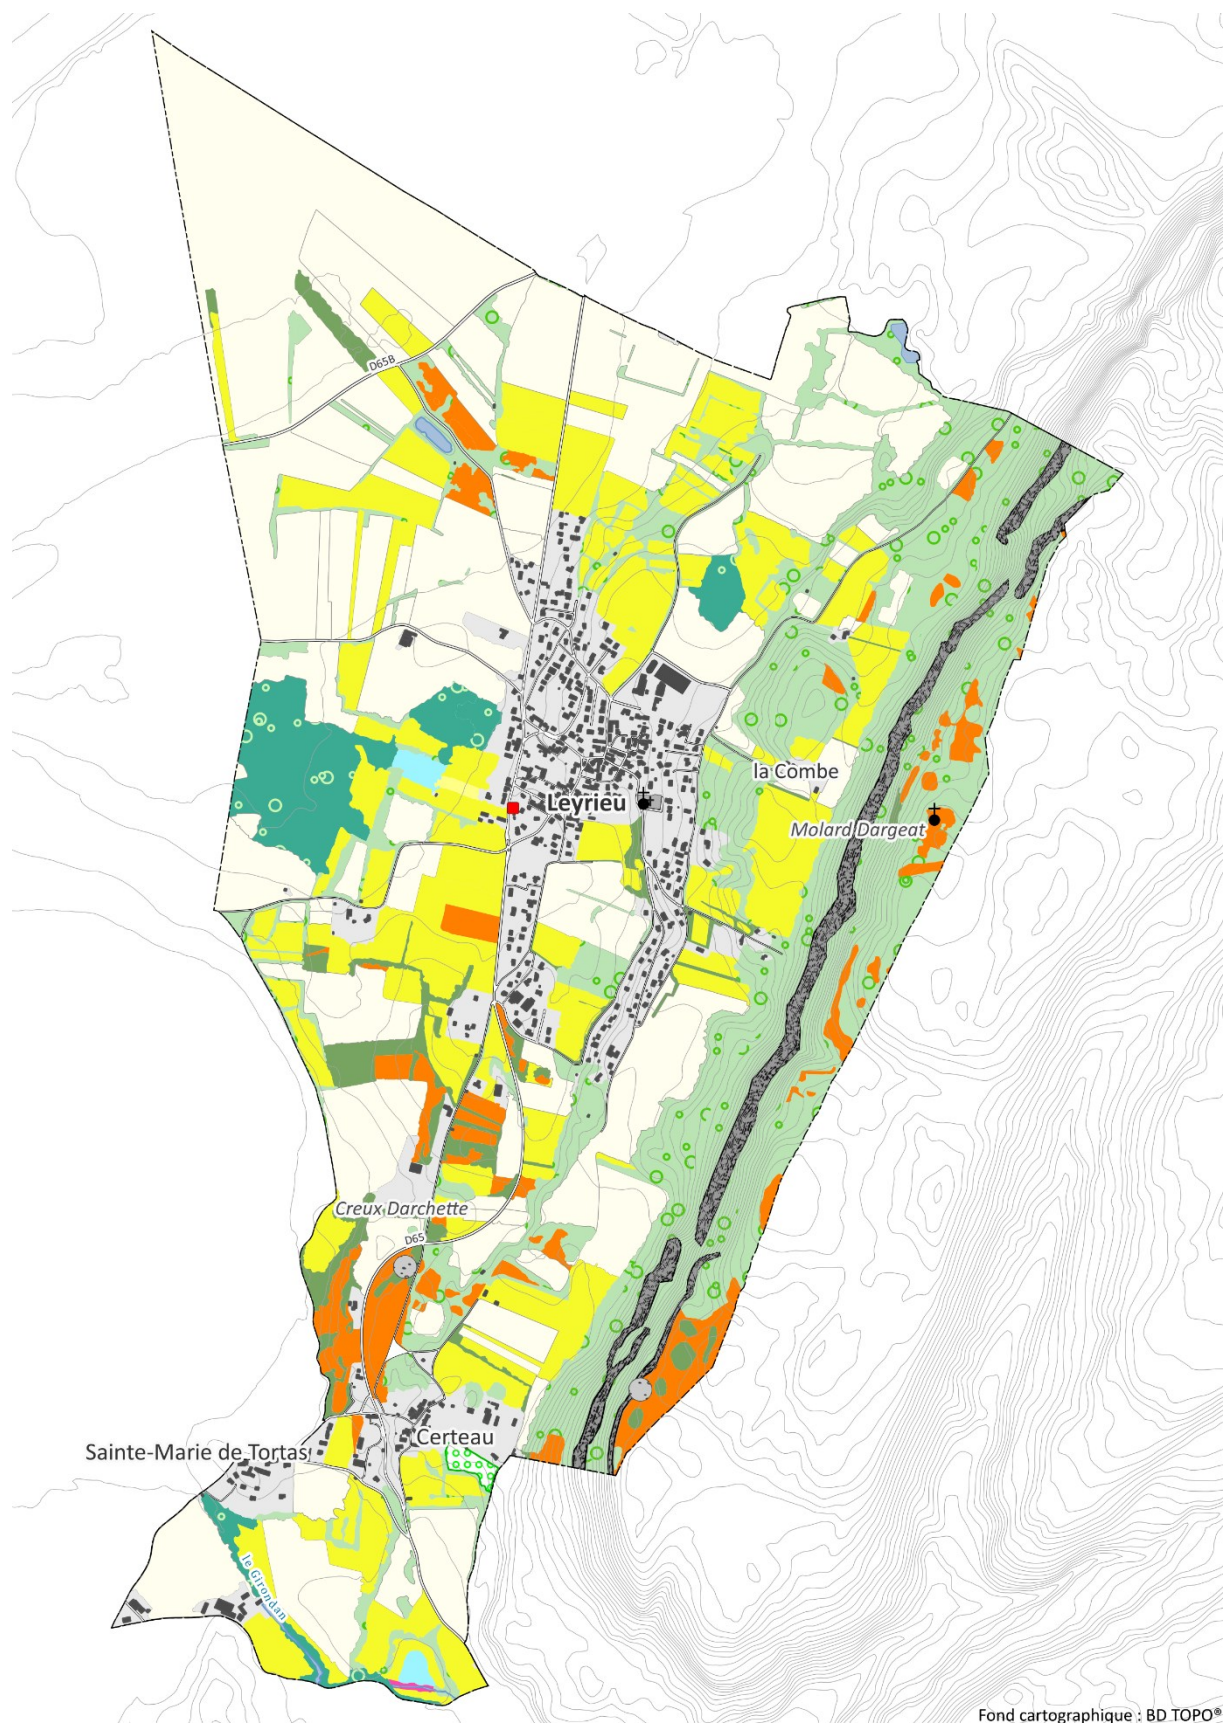 D65B
la Combe
Leyrieu
Molard Dargeat
Creux Darchette
D65
Certeau
Sainte-Marie de Tortas
le Girondan
Fond cartographique : BD TOPO®